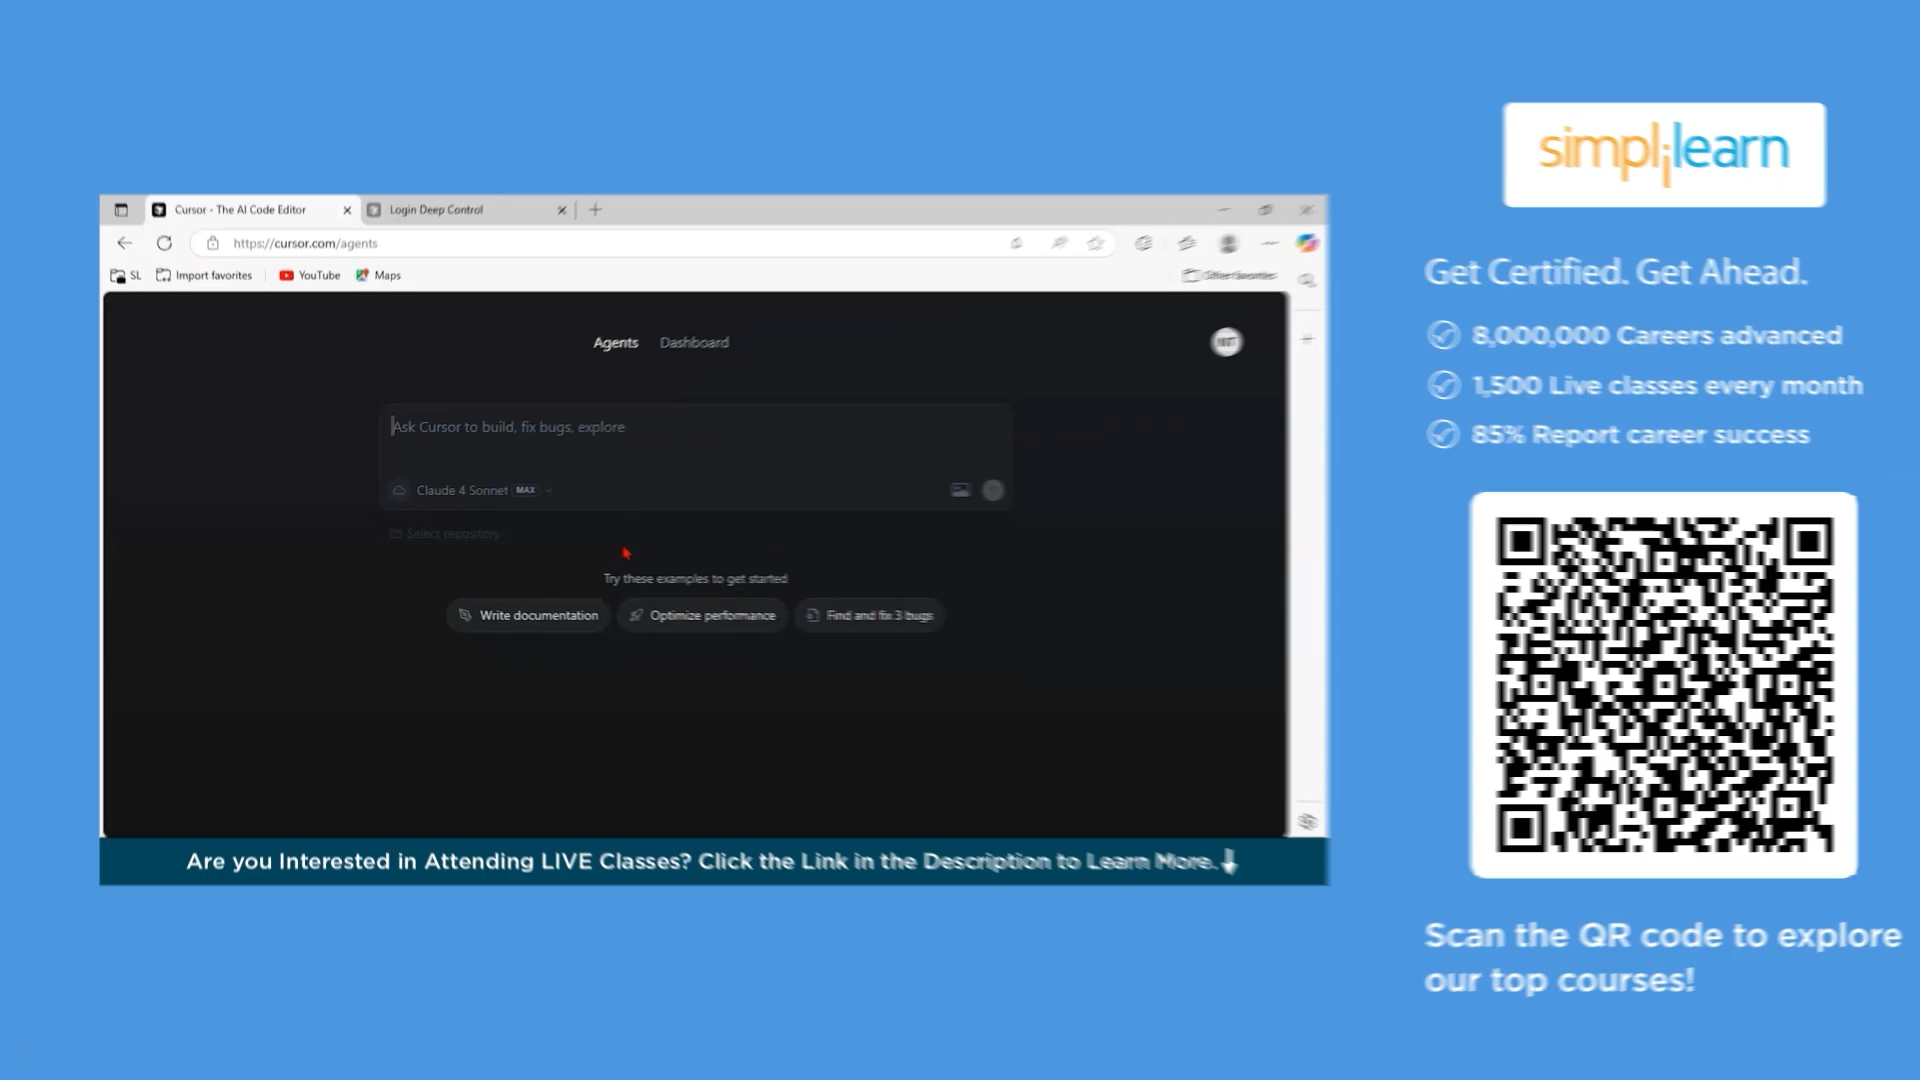 Cursor - The AI Code Editor
Login Deep Control
https://cursor.com/agents
SL
Import favorites
YouTube
Maps
Other favorites
Agents
Dashboard
Ask Cursor to build, fix bugs, explore
Claude 4 Sonnet MAX
Select repository
Try these examples to get started
Write documentation
Optimize performance
Find and fix 3 bugs
Are you Interested in Attending LIVE Classes? Click the Link in the Description to Learn More.
simplilearn
Get Certified. Get Ahead.
8,000,000 Careers advanced
1,500 Live classes every month
85% Report career success
Scan the QR code to explore
our top courses!